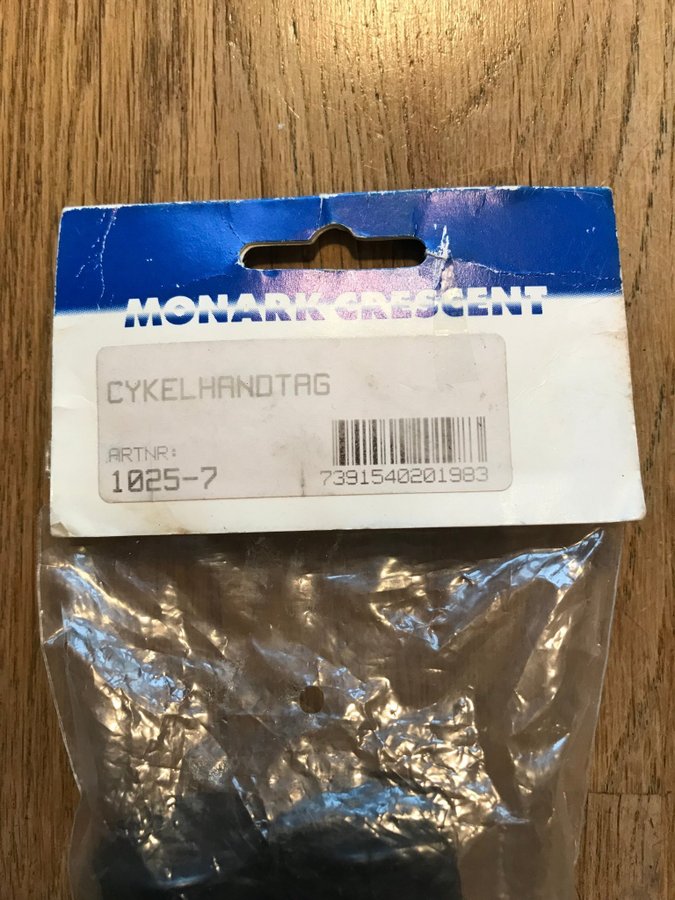 MONARK-CRESCENT
CYKELHANDTAG
ARTNR:
1025-7
7391540201983